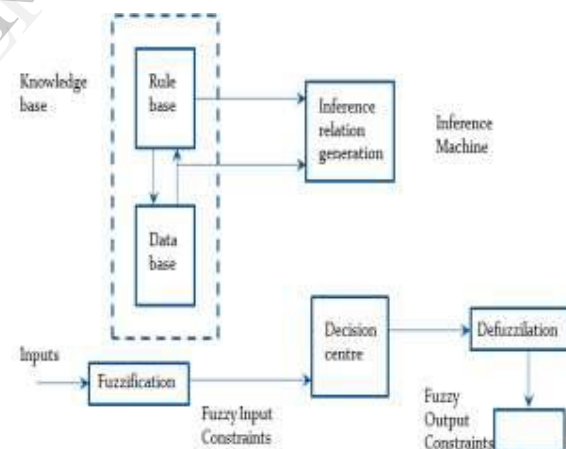 Knowledge
base
Rule
base
Inference
relation
generation
Inference
Machine
Data
base
Inputs
Fuzzification
Fuzzy Input
Constraints
Decision
centre
Defuzzilation
Fuzzy
Output
Constraints